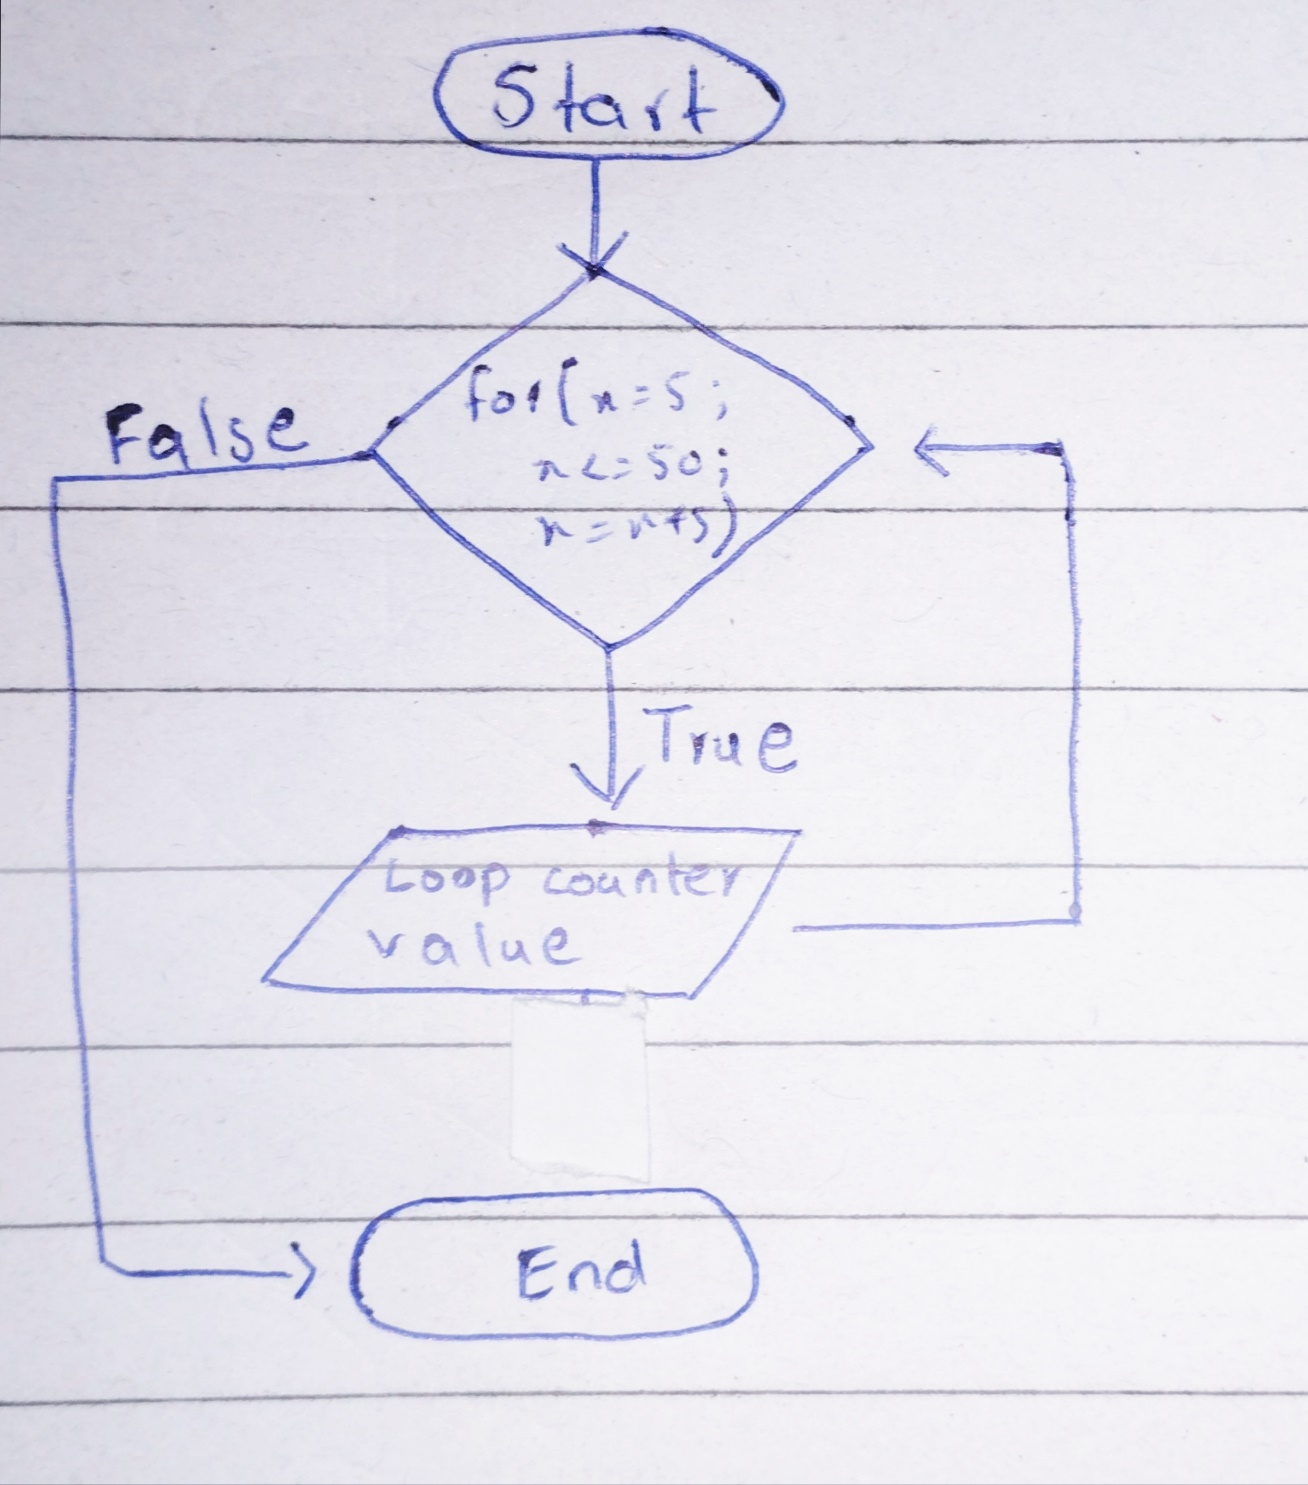 Start
for(n=5;
n<=50;
n=n+5)
False
True
Loop counter
value
End